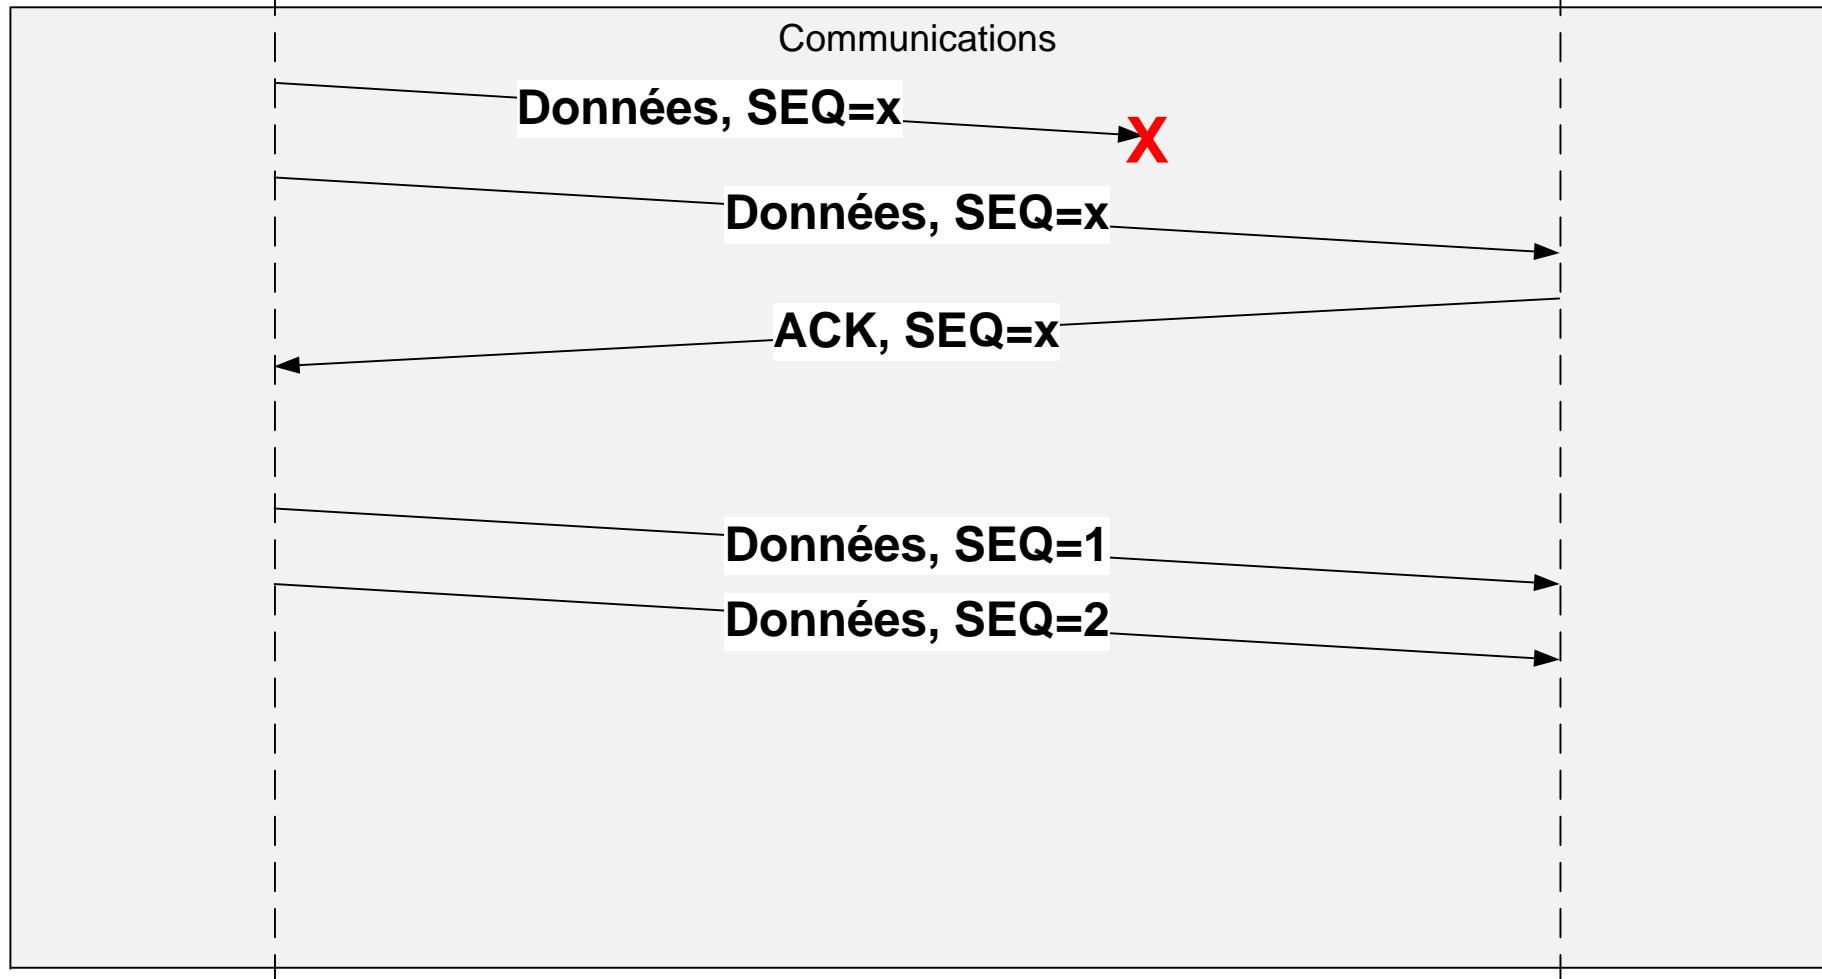 Communications
Données, SEQ=x
X
Données, SEQ=x
ACK, SEQ=x
Données, SEQ=1
Données, SEQ=2